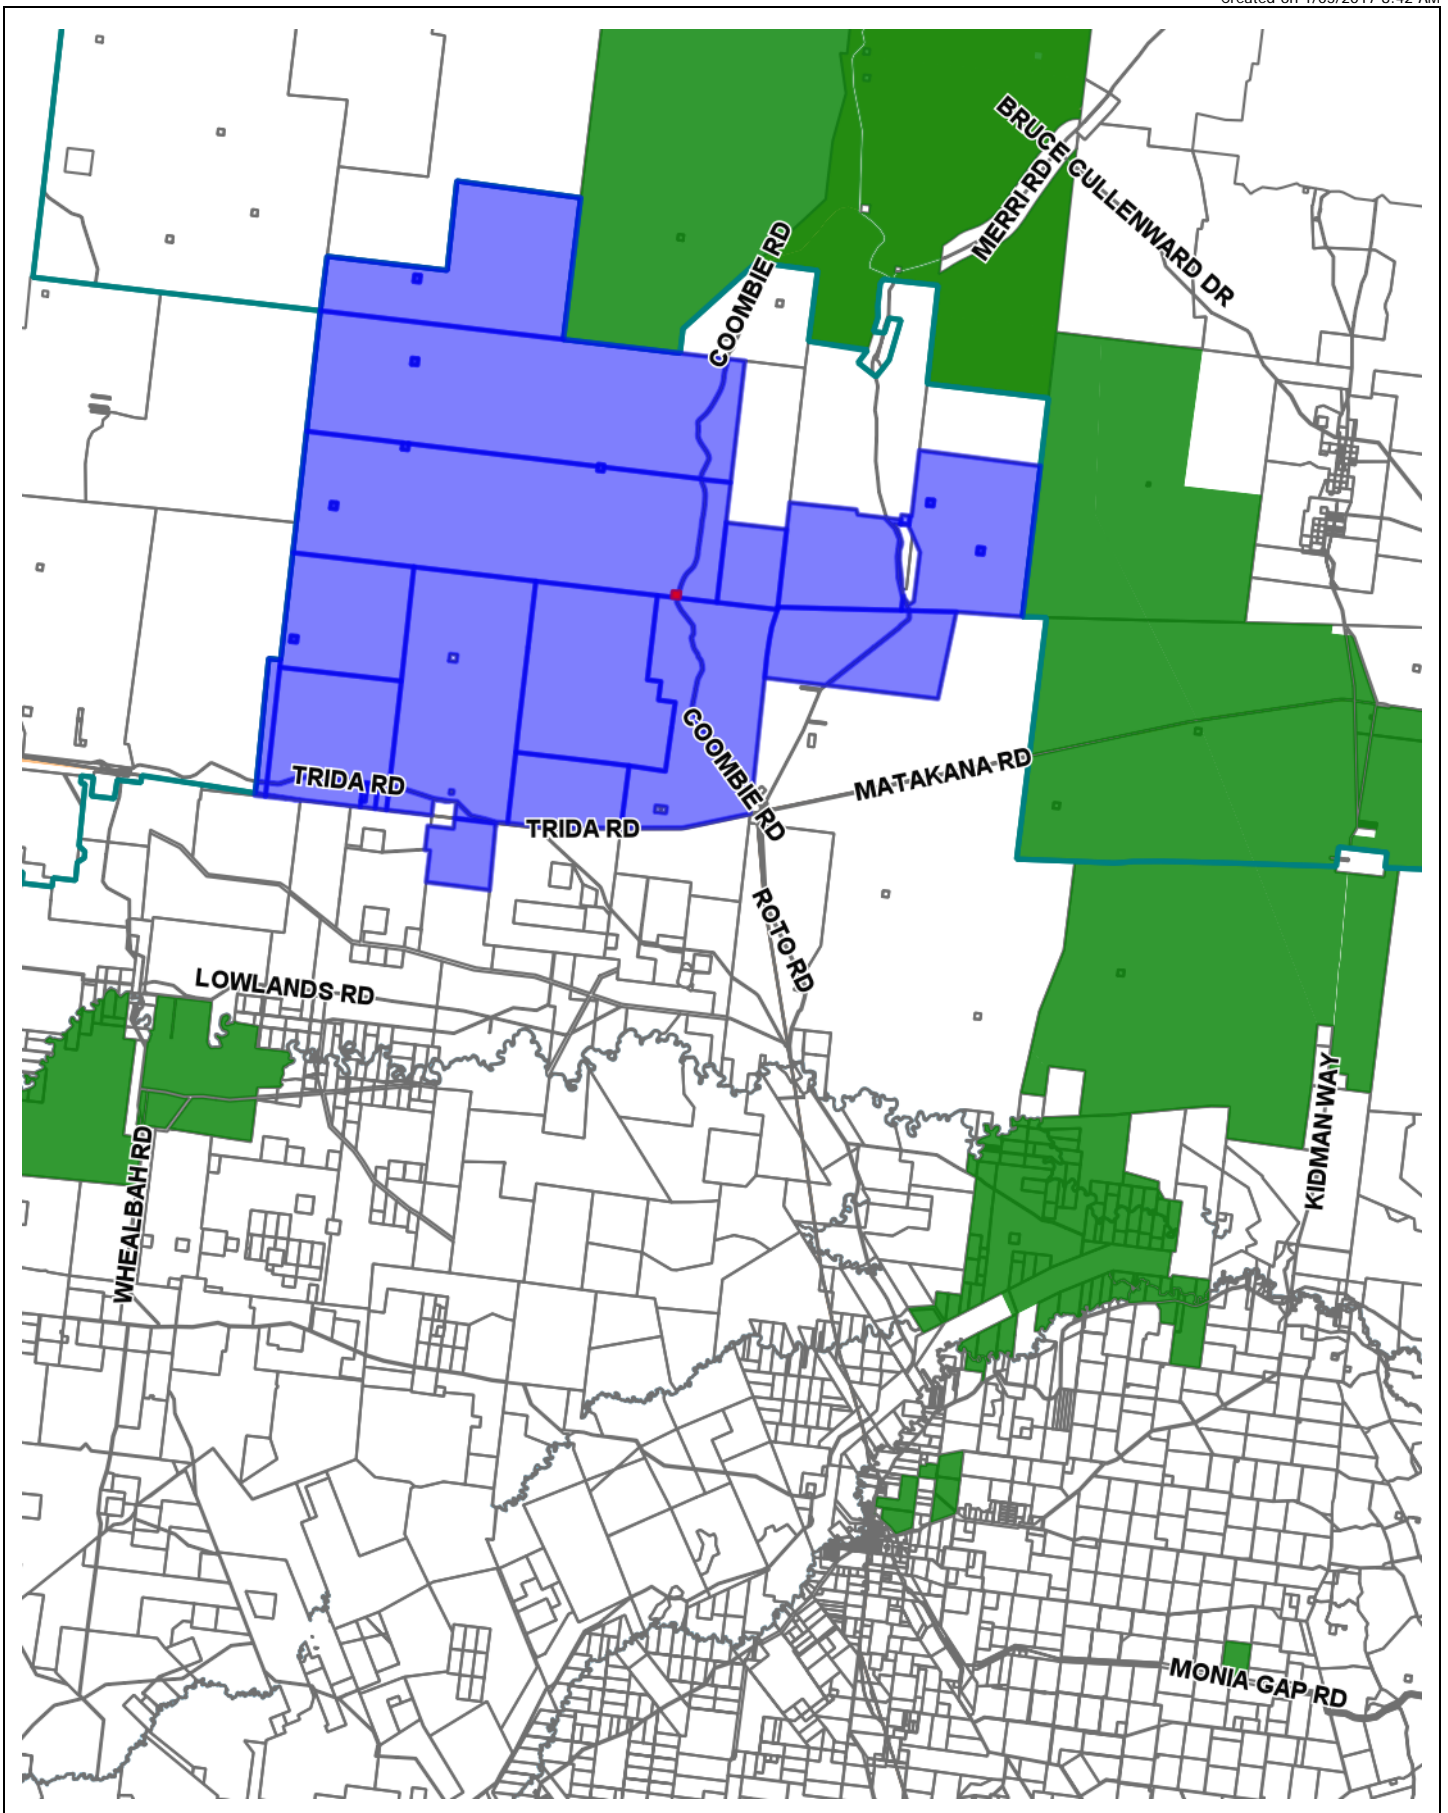 BRUCE CULLENWARD DR
MERRI RD
COOMBIE RD
COOMBIE RD
MATAKANA RD
TRIDA RD
TRIDA RD
ROTO RD
LOWLANDS RD
KIDMAN WAY
WHEALBAH RD
MONIA GAP RD